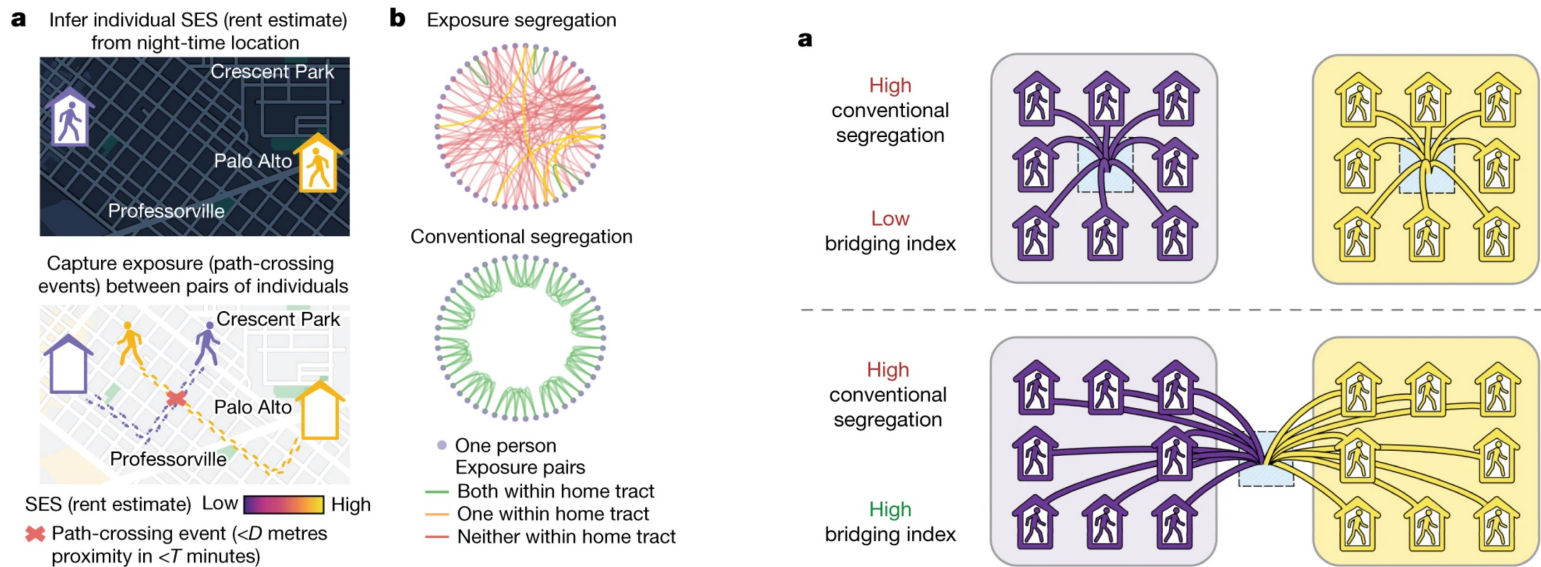 a
Infer individual SES (rent estimate)
from night-time location
Crescent Park
Palo Alto
Professorville
Capture exposure (path-crossing
events) between pairs of individuals
Crescent Park
Palo Alto
Professorville
SES (rent estimate) Low High
Path-crossing event (<D metres
proximity in <T minutes)
b
Exposure segregation
Conventional segregation
One person
Exposure pairs
Both within home tract
One within home tract
Neither within home tract
a
High
conventional
segregation
Low
bridging index
High
conventional
segregation
High
bridging index